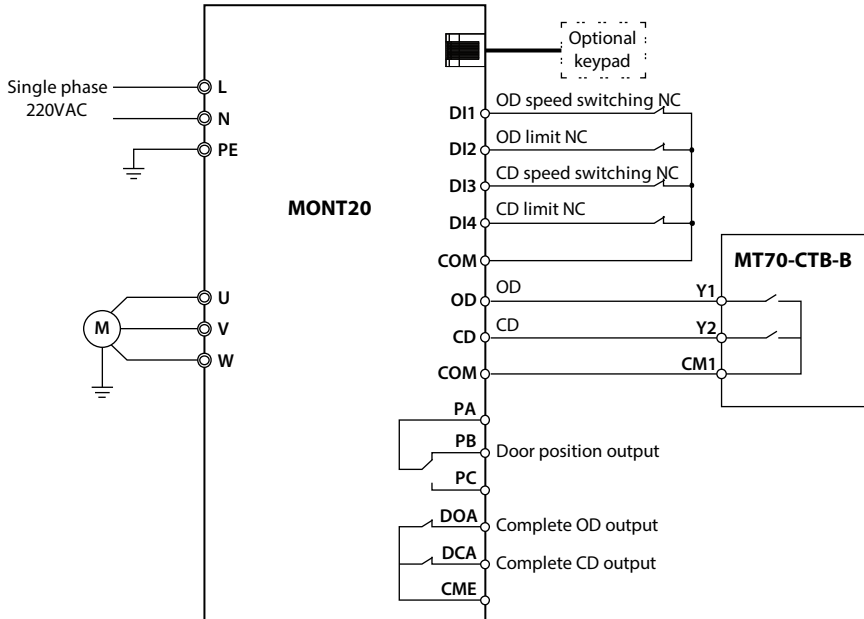 Optional
keypad
Single phase
220VAC
L
N
PE
MONT20
DI1
OD speed switching NC
DI2
OD limit NC
DI3
CD speed switching NC
DI4
CD limit NC
COM
MT70-CTB-B
U
V
W
M
OD
OD
Y1
CD
CD
Y2
COM
CM1
PA
PB
Door position output
PC
DOA
Complete OD output
DCA
Complete CD output
CME